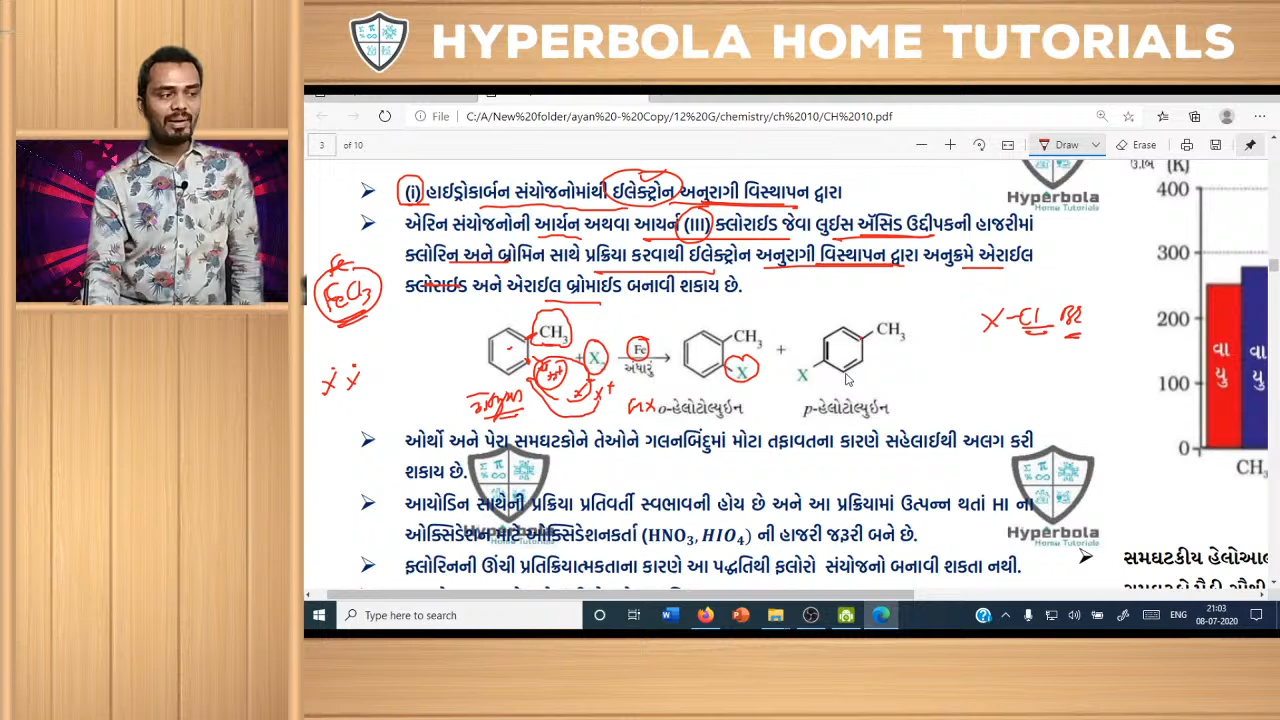 HYPERBOLA HOME TUTORIALS
File C:/A/New%20folder/ayan%20-%20Copy/12%20G/chemistry/ch%2010/CH%2010.pdf
3 of 10 Draw Erase
(i) હાઈડ્રોકાર્બન સંયોજનોમાંથી ઈલેક્ટ્રોન અનુરાગી વિસ્થાપન દ્વારા
એરિન સંયોજનોની આર્યન અથવા આયર્ન (III) ક્લોરાઈડ જેવા લુઇસ ઍસિડ ઉદ્દીપકની હાજરીમાં
ક્લોરિન અને બ્રોમિન સાથે પ્રક્રિયા કરવાથી ઈલેક્ટ્રોન અનુરાગી વિસ્થાપન દ્વારા અનુક્રમે એરાઈલ
ક્લોરાઈડ અને એરાઈલ બ્રોમાઈડ બનાવી શકાય છે.
Fe
FeCl3
X - Cl Br
CH₃ + X₂ Fe અંધારું CH₃ X + CH₃ X
Ẋ Ẋ
X⁺
o-હેલોટોલ્યુઇન p-હેલોટોલ્યુઇન
ઓર્થો અને પેરા સમઘટકોને તેઓને ગલનબિંદુમાં મોટા તફાવતના કારણે સહેલાઈથી અલગ કરી
શકાય છે.
આયોડિન સાથેની પ્રક્રિયા પ્રતિવર્તી સ્વભાવની હોય છે અને આ પ્રક્રિયામાં ઉત્પન્ન થતાં HI ના
ઓક્સિડેશન માટે ઓક્સિડેશનકર્તા (HNO₃, HIO₄) ની હાજરી જરૂરી બને છે.
ફ્લોરિનની ઊંચી પ્રતિક્રિયાત્મકતાના કારણે આ પદ્ધતિથી ફ્લોરો સંયોજનો બનાવી શકતા નથી.
Hyperbola
Home Tutorials
Hyperbola
Hyperbola
Home Tutorials
ઉ.બિ (K)
400
300
200
100
0
વાયુ
વાયુ
CH₃
સમઘટકીય હેલોઆલ
Type here to search
ENG
21:03
08-07-2020